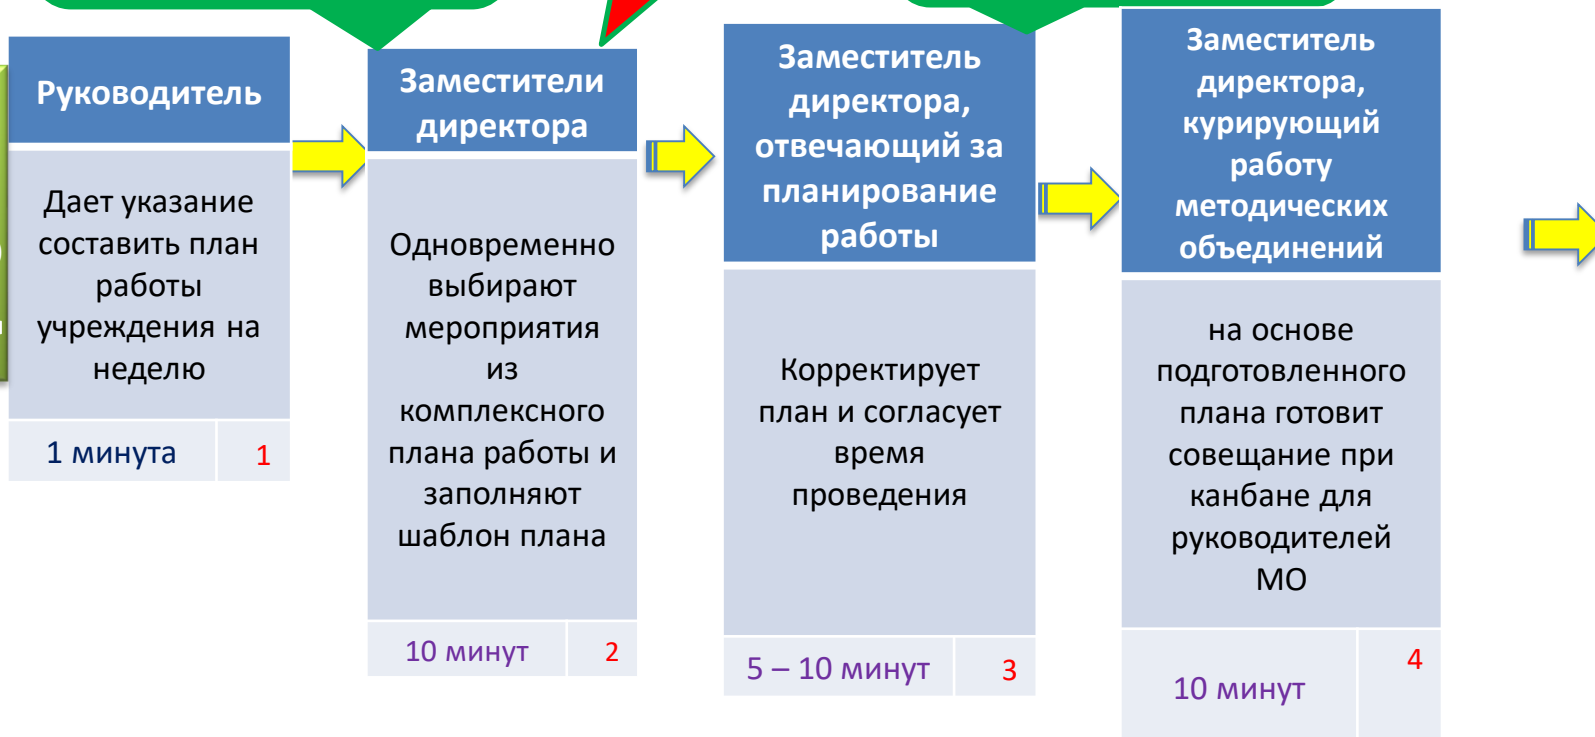 Руководитель
Дает указание
составить план
работы
учреждения на
неделю
1 минута
1
Заместители
директора
Одновременно
выбирают
мероприятия
из
комплексного
плана работы и
заполняют
шаблон плана
10 минут
2
Заместитель
директора,
отвечающий за
планирование
работы
Корректирует
план и согласует
время
проведения
5 – 10 минут
3
Заместитель
директора,
курирующий
работу
методических
объединений
на основе
подготовленного
плана готовит
совещание при
канбане для
руководителей
МО
10 минут
4